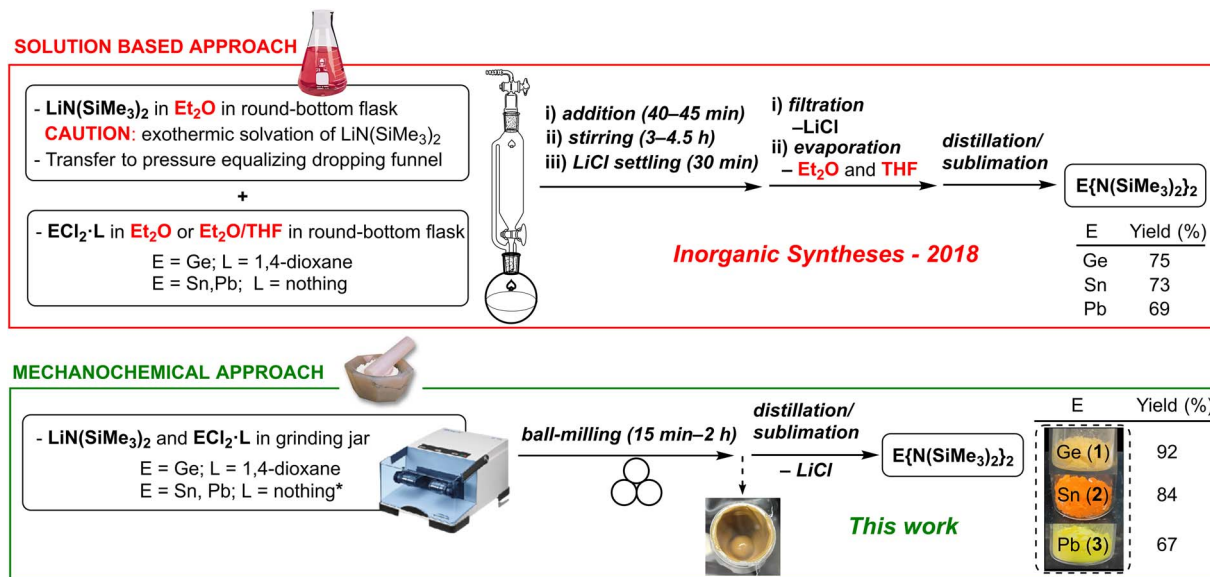 SOLUTION BASED APPROACH
- LiN(SiMe₃)₂ in Et₂O in round-bottom flask
CAUTION: exothermic solvation of LiN(SiMe₃)₂
- Transfer to pressure equalizing dropping funnel
+
- ECl₂·L in Et₂O or Et₂O/THF in round-bottom flask
E = Ge; L = 1,4-dioxane
E = Sn,Pb; L = nothing
i) addition (40–45 min)
ii) stirring (3–4.5 h)
iii) LiCl settling (30 min)
i) filtration
–LiCl
ii) evaporation
– Et₂O and THF
distillation/
sublimation
E{N(SiMe₃)₂}₂
Inorganic Syntheses - 2018
E Yield (%)
Ge 75
Sn 73
Pb 69
MECHANOCHEMICAL APPROACH
- LiN(SiMe₃)₂ and ECl₂·L in grinding jar
E = Ge; L = 1,4-dioxane
E = Sn, Pb; L = nothing*
ball-milling (15 min–2 h)
distillation/
sublimation
– LiCl
E{N(SiMe₃)₂}₂
This work
E Yield (%)
Ge (1) 92
Sn (2) 84
Pb (3) 67